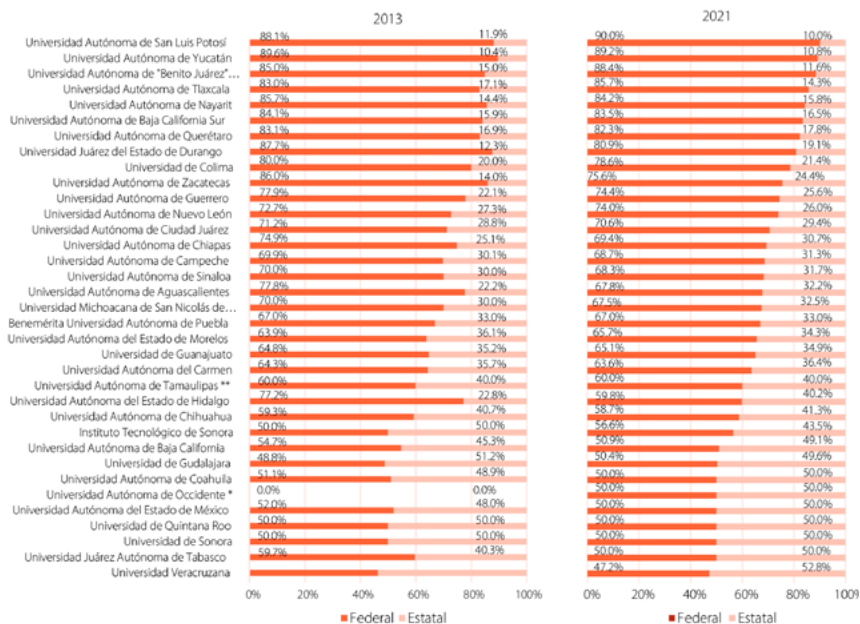 2013 2021
Universidad Autónoma de San Luis Potosí 88.1% 11.9% 90.0% 10.0%
Universidad Autónoma de Yucatán 89.6% 10.4% 89.2% 10.8%
Universidad Autónoma de "Benito Juárez"... 85.0% 15.0% 88.4% 11.6%
Universidad Autónoma de Tlaxcala 83.0% 17.1% 85.7% 14.3%
Universidad Autónoma de Nayarit 85.7% 14.4% 84.2% 15.8%
Universidad Autónoma de Baja California Sur 84.1% 15.9% 83.5% 16.5%
Universidad Autónoma de Querétaro 83.1% 16.9% 82.3% 17.8%
Universidad Juárez del Estado de Durango 87.7% 12.3% 80.9% 19.1%
Universidad de Colima 80.0% 20.0% 78.6% 21.4%
Universidad Autónoma de Zacatecas 86.0% 14.0% 75.6% 24.4%
Universidad Autónoma de Guerrero 77.9% 22.1% 74.4% 25.6%
Universidad Autónoma de Nuevo León 72.7% 27.3% 74.0% 26.0%
Universidad Autónoma de Ciudad Juárez 71.2% 28.8% 70.6% 29.4%
Universidad Autónoma de Chiapas 74.9% 25.1% 69.4% 30.7%
Universidad Autónoma de Campeche 69.9% 30.1% 68.7% 31.3%
Universidad Autónoma de Sinaloa 70.0% 30.0% 68.3% 31.7%
Universidad Autónoma de Aguascalientes 77.8% 22.2% 67.8% 32.2%
Universidad Michoacana de San Nicolás de... 70.0% 30.0% 67.5% 32.5%
Benemérita Universidad Autónoma de Puebla 67.0% 33.0% 67.0% 33.0%
Universidad Autónoma del Estado de Morelos 63.9% 36.1% 65.7% 34.3%
Universidad de Guanajuato 64.8% 35.2% 65.1% 34.9%
Universidad Autónoma del Carmen 64.3% 35.7% 63.6% 36.4%
Universidad Autónoma de Tamaulipas ** 60.0% 40.0% 60.0% 40.0%
Universidad Autónoma del Estado de Hidalgo 77.2% 22.8% 59.8% 40.2%
Universidad Autónoma de Chihuahua 59.3% 40.7% 58.7% 41.3%
Instituto Tecnológico de Sonora 50.0% 50.0% 56.6% 43.5%
Universidad Autónoma de Baja California 54.7% 45.3% 50.9% 49.1%
Universidad de Gudalajara 48.8% 51.2% 50.4% 49.6%
Universidad Autónoma de Coahuila 51.1% 48.9% 50.0% 50.0%
Universidad Autónoma de Occidente * 0.0% 0.0% 50.0% 50.0%
Universidad Autónoma del Estado de México 52.0% 48.0% 50.0% 50.0%
Universidad de Quintana Roo 50.0% 50.0% 50.0% 50.0%
Universidad de Sonora 50.0% 50.0% 50.0% 50.0%
Universidad Juárez Autónoma de Tabasco 59.7% 40.3% 50.0% 50.0%
Universidad Veracruzana 47.2% 52.8%
0% 20% 40% 60% 80% 100% 0% 20% 40% 60% 80% 100%
Federal Estatal Federal Estatal